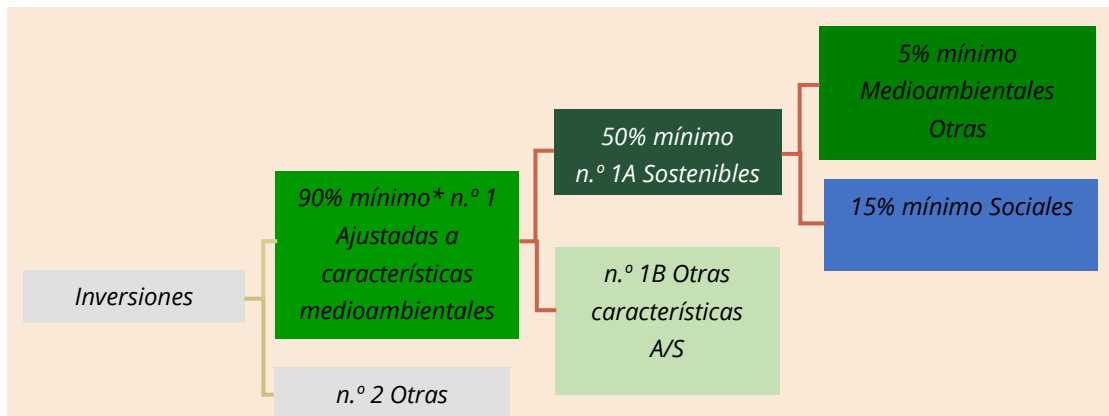 5% mínimo
Medioambientales
Otras
50% mínimo
n.º 1A Sostenibles
90% mínimo* n.º 1
Ajustadas a
características
medioambientales
15% mínimo Sociales
n.º 1B Otras
características
A/S
Inversiones
n.º 2 Otras